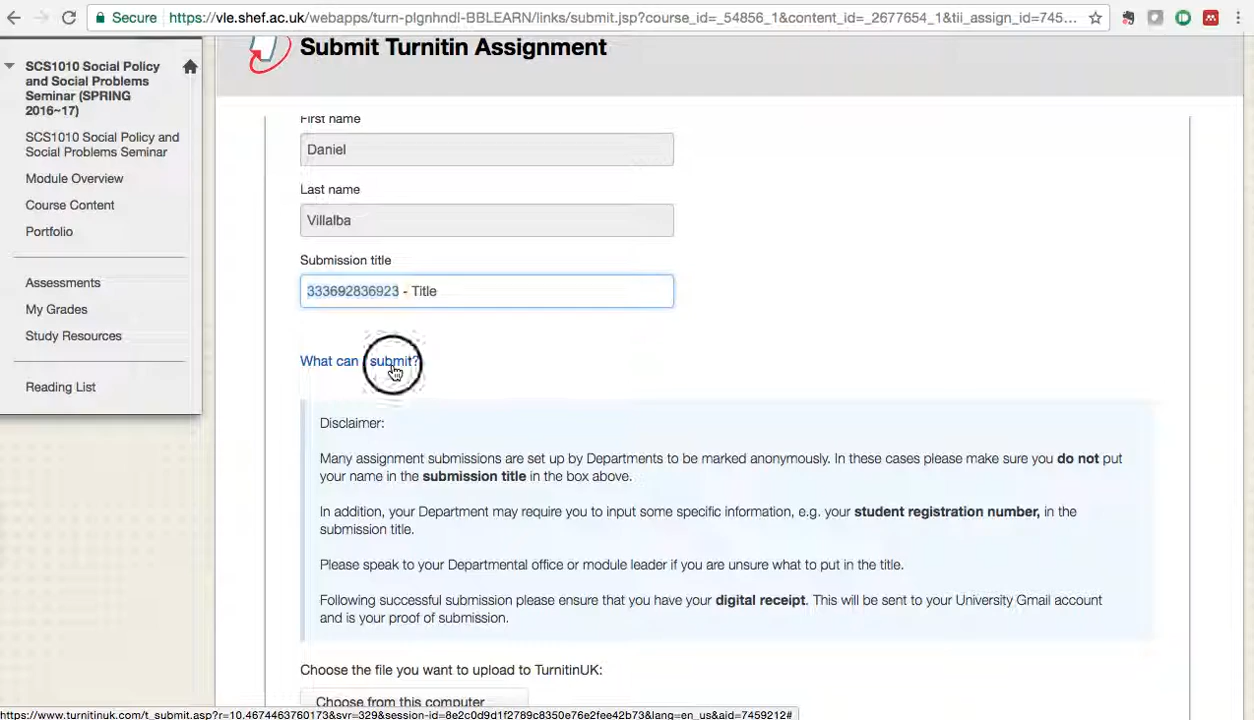 Secure
https://vle.shef.ac.uk/webapps/turn-plgnhndl-BBLEARN/links/submit.jsp?course_id=_54856_1&content_id=_2677654_1&tii_assign_id=745...
SCS1010 Social Policy
and Social Problems
Seminar (SPRING
2016~17)
SCS1010 Social Policy and
Social Problems Seminar
Module Overview
Course Content
Portfolio
Assessments
My Grades
Study Resources
Reading List
Submit Turnitin Assignment
First name
Daniel
Last name
Villalba
Submission title
333692836923 - Title
What can submit?
Disclaimer:
Many assignment submissions are set up by Departments to be marked anonymously. In these cases please make sure you do not put
your name in the submission title in the box above.
In addition, your Department may require you to input some specific information, e.g. your student registration number, in the
submission title.
Please speak to your Departmental office or module leader if you are unsure what to put in the title.
Following successful submission please ensure that you have your digital receipt. This will be sent to your University Gmail account
and is your proof of submission.
Choose the file you want to upload to TurnitinUK:
Choose from this computer
https://www.turnitinuk.com/t_submit.asp?r=10.4674463760173&svr=329&session-id=8e2c0d9d1f2789c8350e76e2fee42b73&lang=en_us&aid=7459212#